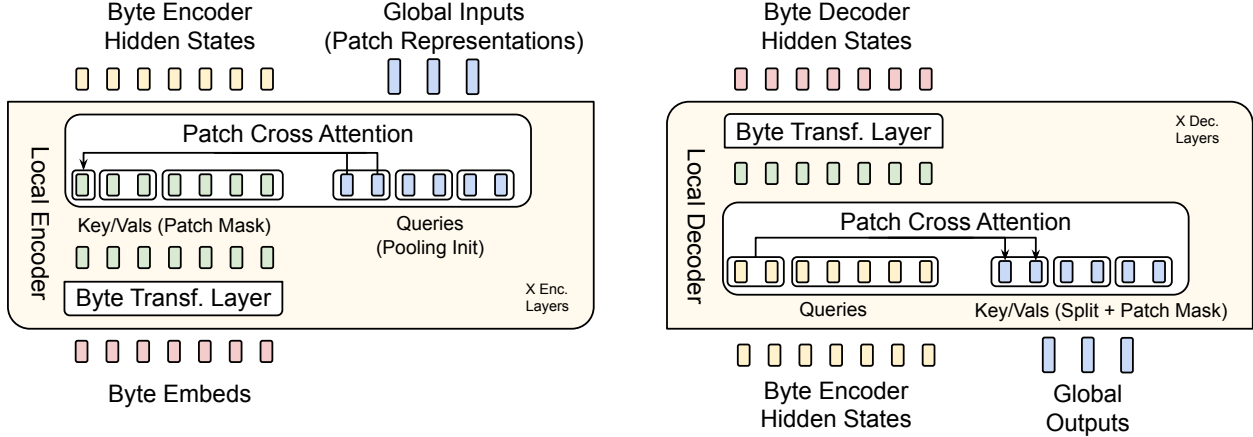 Byte Encoder
Hidden States
Global Inputs
(Patch Representations)
Local Encoder
Patch Cross Attention
Key/Vals (Patch Mask)
Queries
(Pooling Init)
Byte Transf. Layer
X Enc.
Layers
Byte Embeds
Byte Decoder
Hidden States
Local Decoder
Byte Transf. Layer
X Dec.
Layers
Patch Cross Attention
Queries
Key/Vals (Split + Patch Mask)
Byte Encoder
Hidden States
Global
Outputs